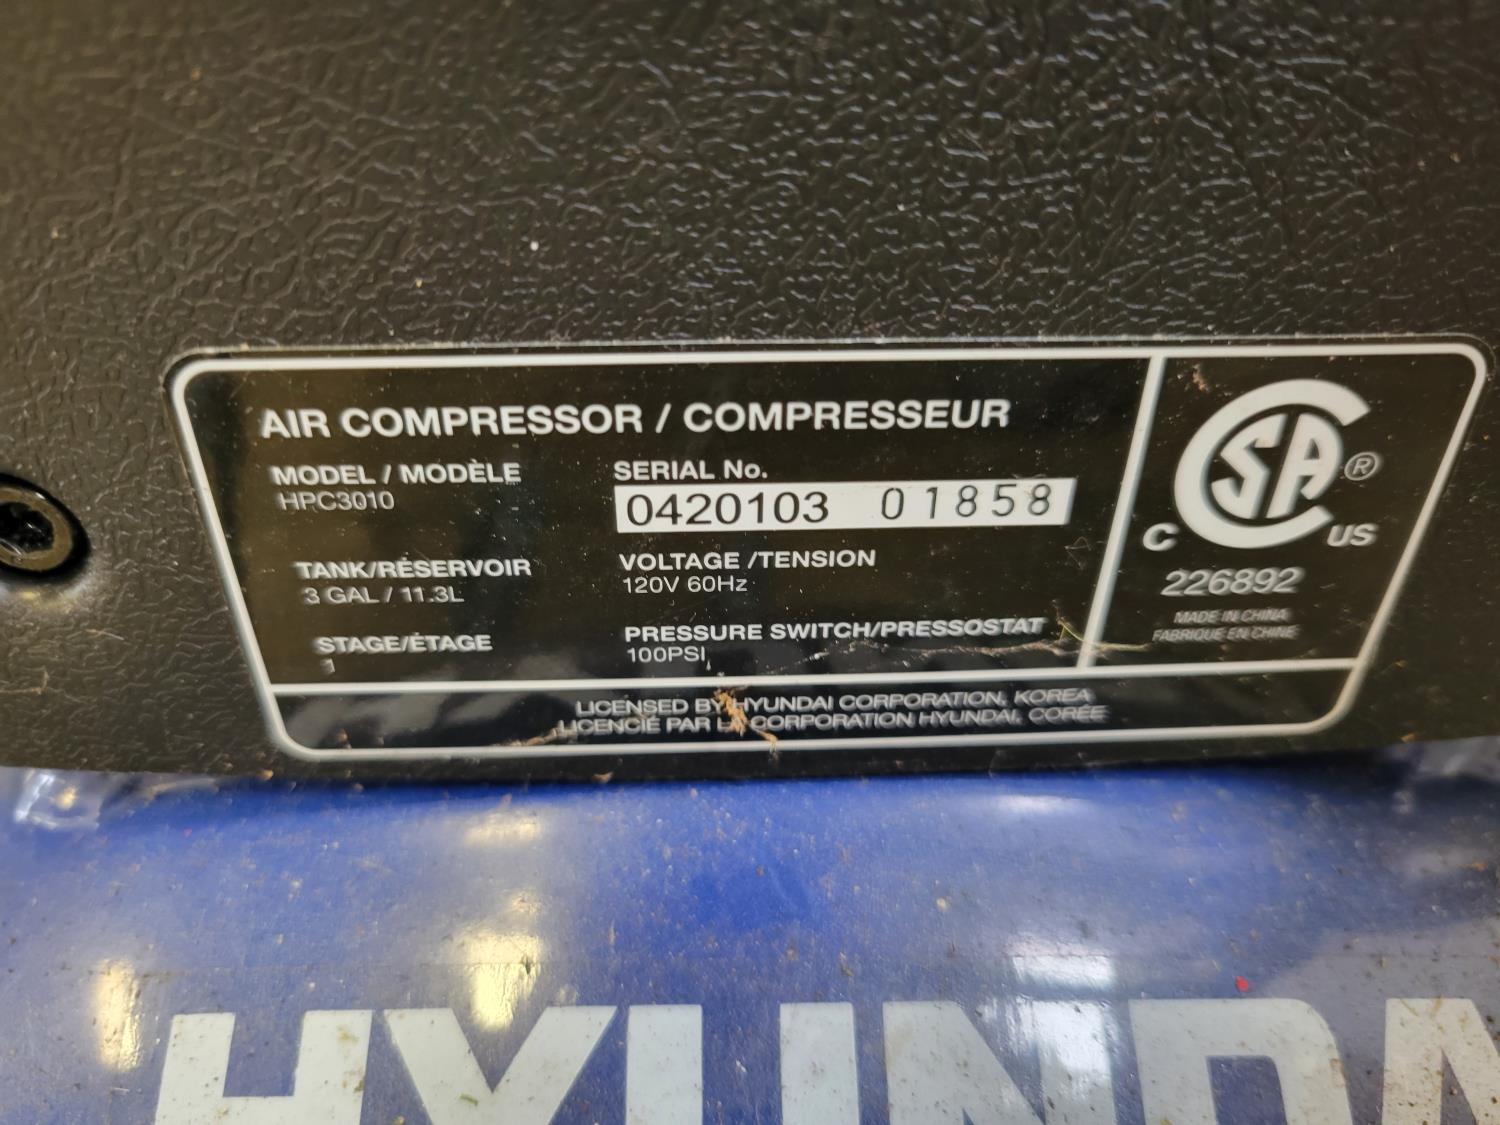 AIR COMPRESSOR / COMPRESSEUR
MODEL / MODÈLE
HPC3010
SERIAL No.
0420103 01858
TANK/RÉSERVOIR
3 GAL / 11.3L
VOLTAGE /TENSION
120V 60Hz
STAGE/ÉTAGE
1
PRESSURE SWITCH/PRESSOSTAT
100PSI
CSA®
C US
226892
MADE IN CHINA
FABRIQUÉ EN CHINE
LICENSED BY HYUNDAI CORPORATION, KOREA
LICENCIÉ PAR LA CORPORATION HYUNDAI, CORÉE
HYUNDA